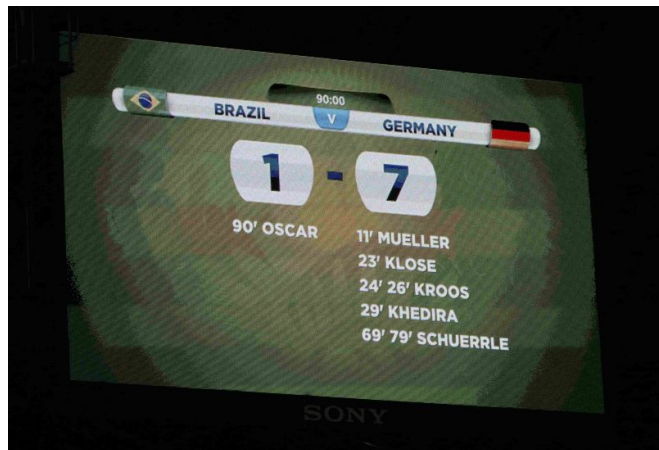 90:00
BRAZIL V GERMANY
1 - 7
90' OSCAR 11' MUELLER
23' KLOSE
24' 26' KROOS
29' KHEDIRA
69' 79' SCHUERRLE
SONY